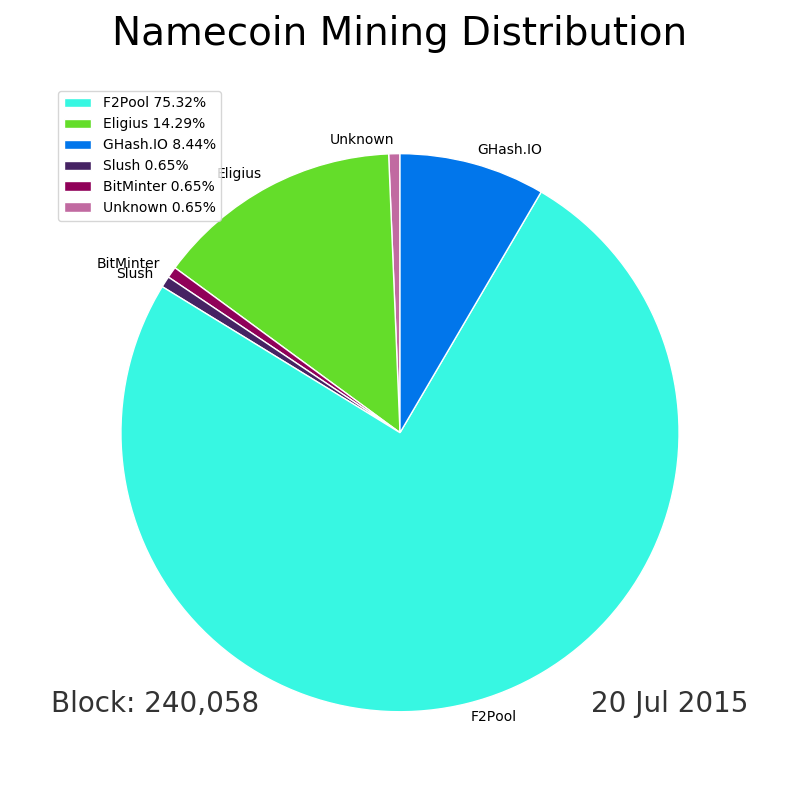 Namecoin Mining Distribution
F2Pool 75.32%
Eligius 14.29%
GHash.IO 8.44%
Slush 0.65%
BitMinter 0.65%
Unknown 0.65%
Unknown
GHash.IO
Eligius
BitMinter
Slush
F2Pool
Block: 240,058
20 Jul 2015